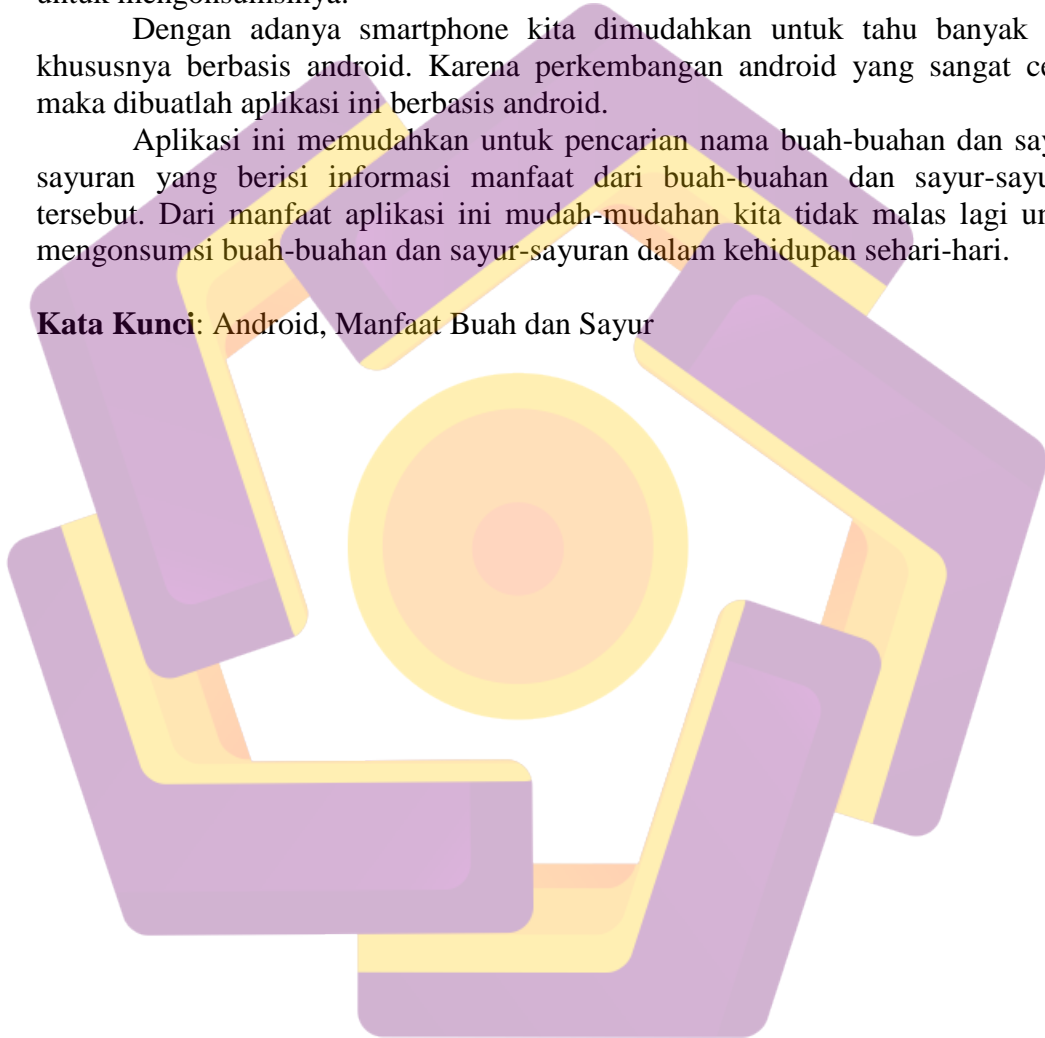 untuk mengonsumsinya.
Dengan adanya smartphone kita dimudahkan untuk tahu banyak
khususnya berbasis android. Karena perkembangan android yang sangat
maka dibuatlah aplikasi ini berbasis android.
Aplikasi ini memudahkan untuk pencarian nama buah-buahan dan
sayuran yang berisi informasi manfaat dari buah-buahan dan
tersebut. Dari manfaat aplikasi ini mudah-mudahan kita tidak malas lagi
mengonsumsi buah-buahan dan sayur-sayuran dalam kehidupan sehari-hari.
Kata Kunci: Android, Manfaat Buah dan Sayur